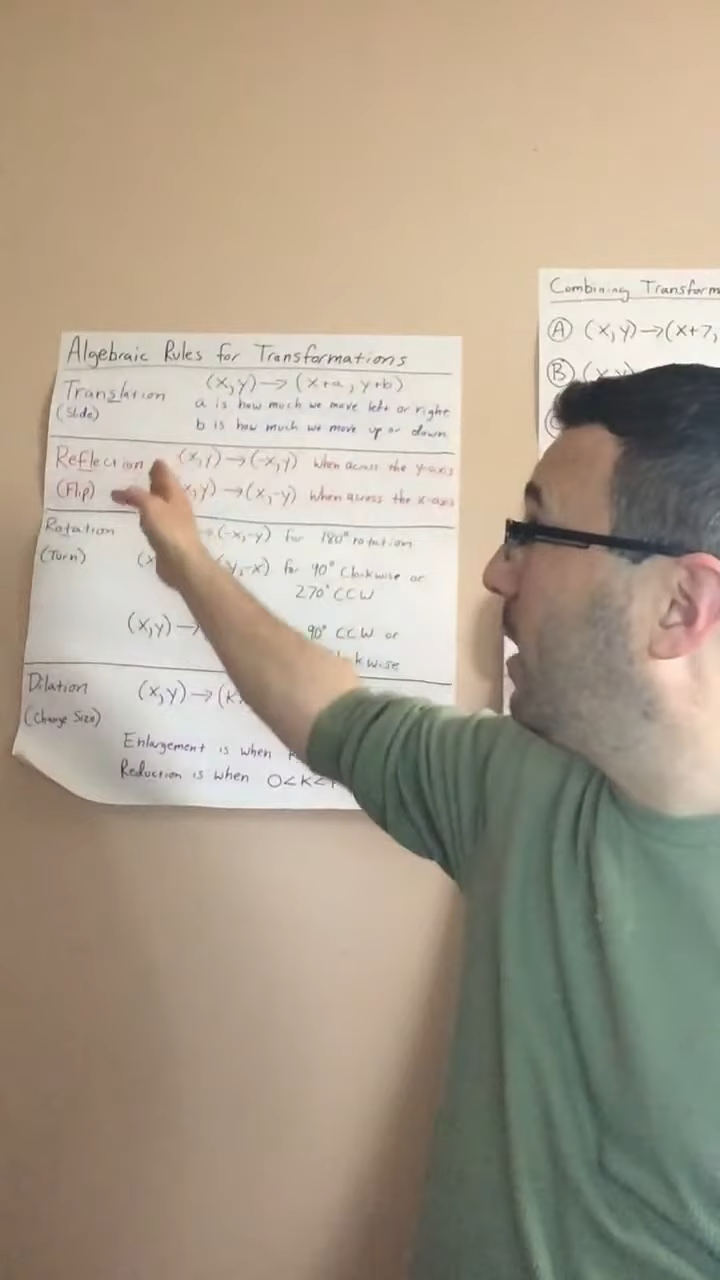 Algebraic Rules for Transformations
Translation (x,y)→(x+a, y+b)
(Slide) a is how much we move left or right
b is how much we move up or down
Reflection (x,y)→(-x,y) when across the y-axis
(Flip) x,y)→(x,-y) when across the x-axis
Rotation →(-x,-y) for 180° rotation
(Turn) (x y,-x) for 90° Clockwise or
270° CCW
(x,y)→ 90° CCW or
kwise
Dilation (x,y)→(k
(Change Size)
Enlargement is when
Reduction is when 0<k<1
Combining Transform
Ⓐ (x,y)→(x+7,
Ⓑ (x,y)